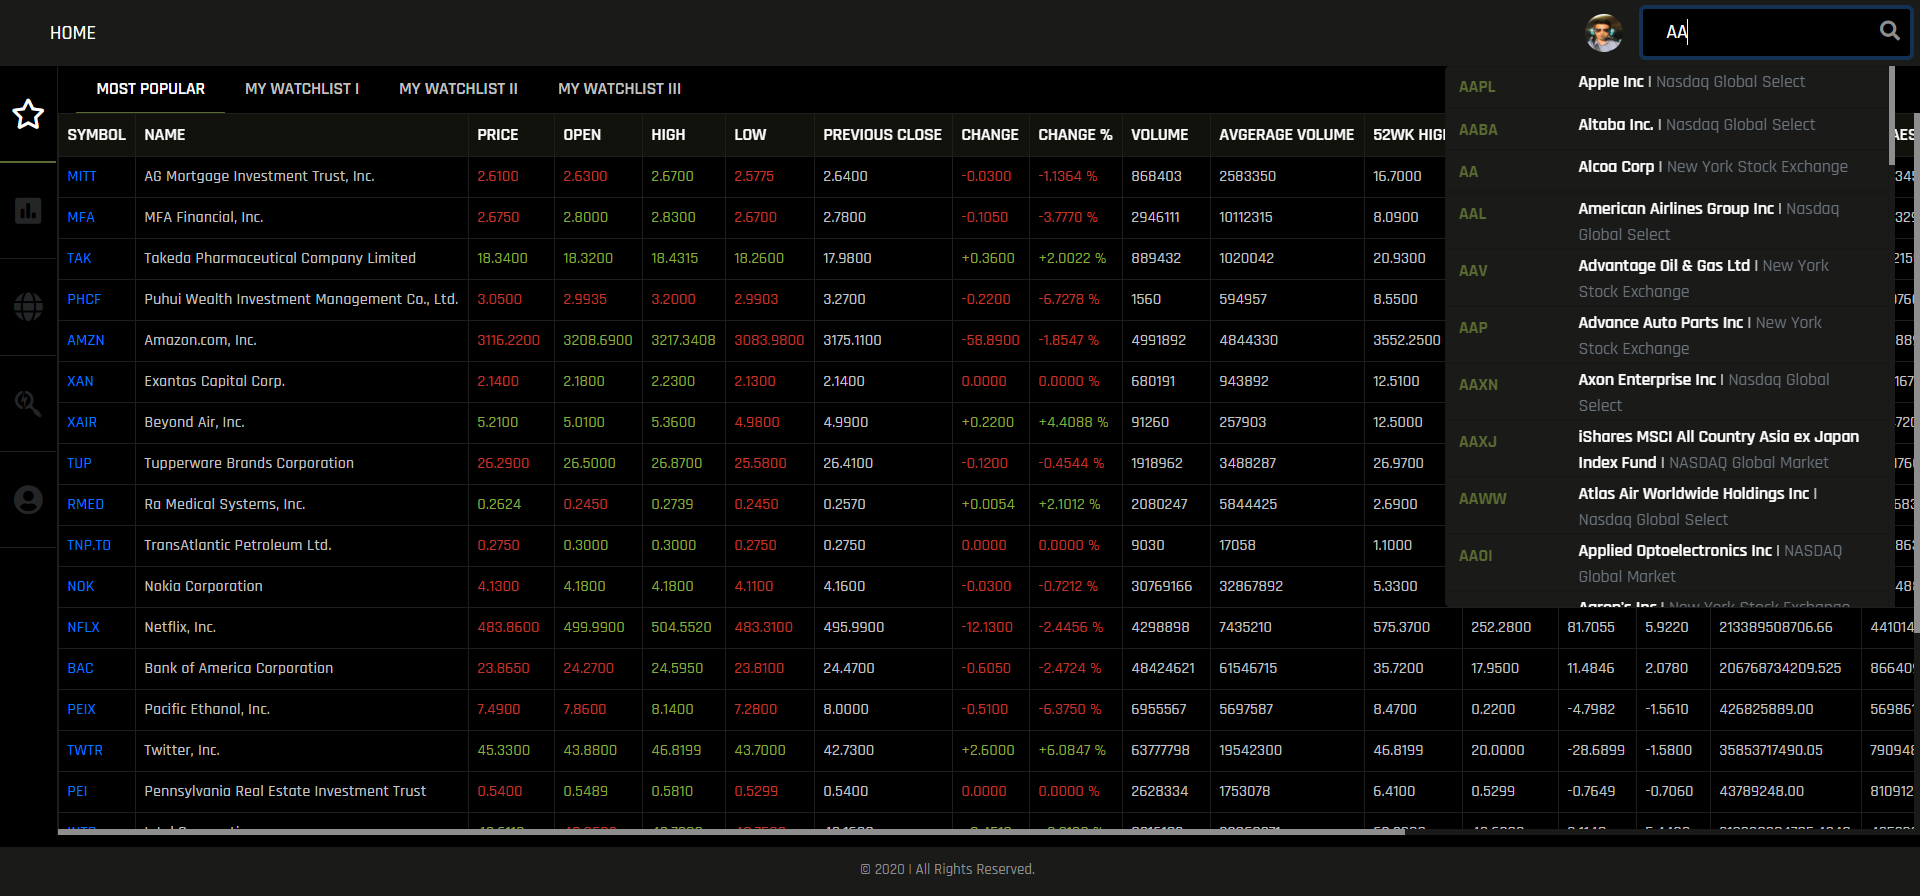 HOME
AA
MOST POPULAR MY WATCHLIST I MY WATCHLIST II MY WATCHLIST III
SYMBOL NAME PRICE OPEN HIGH LOW PREVIOUS CLOSE CHANGE CHANGE % VOLUME AVGERAGE VOLUME 52WK
MITT AG Mortgage Investment Trust, Inc. 2.6100 2.6300 2.6700 2.5775 2.6400 -0.0300 -1.1364 % 868403 2583350 16.7000
MFA MFA Financial, Inc. 2.6750 2.8000 2.8300 2.6700 2.7800 -0.1050 -3.7770 % 2946111 10112315 8.0900
TAK Takeda Pharmaceutical Company Limited 18.3400 18.3200 18.4315 18.2600 17.9800 +0.3600 +2.0022 % 889432 1020042 20.9300
PHCF Puhui Wealth Investment Management Co., Ltd. 3.0500 2.9935 3.2000 2.9903 3.2700 -0.2200 -6.7278 % 1560 594957 8.5500
AMZN Amazon.com, Inc. 3116.2200 3208.6900 3217.3408 3083.9800 3175.1100 -58.8900 -1.8547 % 4991892 4844330 3552.2500
XAN Exantas Capital Corp. 2.1400 2.1800 2.2300 2.1300 2.1400 0.0000 0.0000 % 680191 943892 12.5100
XAIR Beyond Air, Inc. 5.2100 5.0100 5.3600 4.9800 4.9900 +0.2200 +4.4088 % 91260 257903 12.5000
TUP Tupperware Brands Corporation 26.2900 26.5000 26.8700 25.5800 26.4100 -0.1200 -0.4544 % 1918962 3488287 26.9700
RMED Ra Medical Systems, Inc. 0.2624 0.2450 0.2739 0.2450 0.2570 +0.0054 +2.1012 % 2080247 5844425 2.6900
TNP.TO TransAtlantic Petroleum Ltd. 0.2750 0.3000 0.3000 0.2750 0.2750 0.0000 0.0000 % 9030 17058 1.1000
NOK Nokia Corporation 4.1300 4.1800 4.1800 4.1100 4.1600 -0.0300 -0.7212 % 30769166 32867892 5.3300
NFLX Netflix, Inc. 483.8600 499.9900 504.5520 483.3100 495.9900 -12.1300 -2.4456 % 4298898 7435210 575.3700 252.2800 81.7055 5.9220 213389508706.66 441014
BAC Bank of America Corporation 23.8650 24.2700 24.5950 23.8100 24.4700 -0.6050 -2.4724 % 48424621 61546715 35.7200 17.9500 11.4846 2.0780 206768734209.525 86640
PEIX Pacific Ethanol, Inc. 7.4900 7.8600 8.1400 7.2800 8.0000 -0.5100 -6.3750 % 6955567 5697587 8.4700 0.2200 -4.7982 -1.5610 426825889.00 56986
TWTR Twitter, Inc. 45.3300 43.8800 46.8199 43.7000 42.7300 +2.6000 +6.0847 % 63777798 19542300 46.8199 20.0000 -28.6899 -1.5800 35853717490.05 79094
PEI Pennsylvania Real Estate Investment Trust 0.5400 0.5489 0.5810 0.5299 0.5400 0.0000 0.0000 % 2628334 1753078 6.4100 0.5299 -0.7649 -0.7060 43789248.00 810912
AAPL Apple Inc | Nasdaq Global Select
AABA Altaba Inc. | Nasdaq Global Select
AA Alcoa Corp | New York Stock Exchange
AAL American Airlines Group Inc | Nasdaq
Global Select
AAV Advantage Oil & Gas Ltd | New York
Stock Exchange
AAP Advance Auto Parts Inc | New York
Stock Exchange
AAXN Axon Enterprise Inc | Nasdaq Global
Select
AAXJ iShares MSCI All Country Asia ex Japan
Index Fund | NASDAQ Global Market
AAWW Atlas Air Worldwide Holdings Inc |
Nasdaq Global Select
AAOI Applied Optoelectronics Inc | NASDAQ
Global Market
Aaron's Inc | New York Stock Exchange
© 2020 | All Rights Reserved.